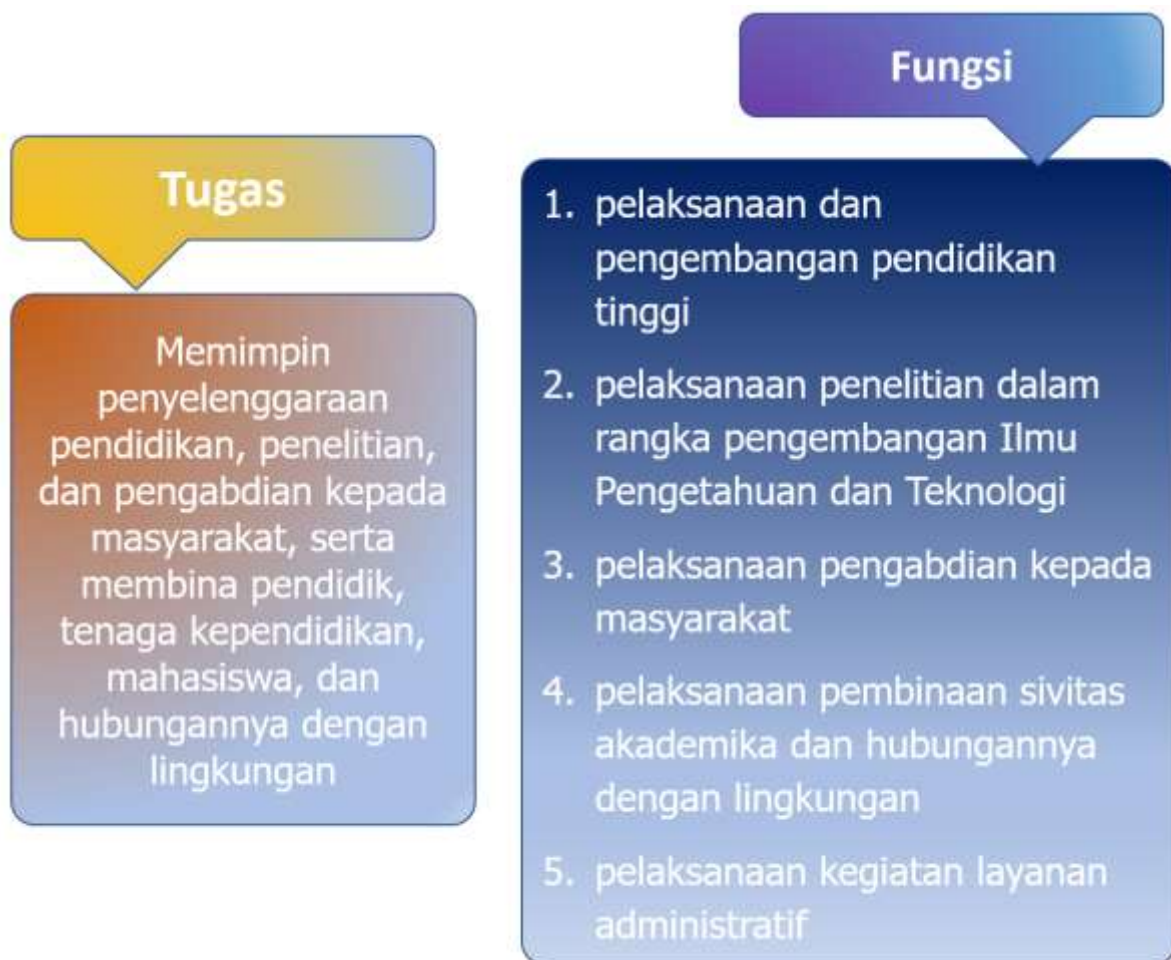 Tugas
Memimpin
penyelenggaraan
pendidikan, penelitian,
dan pengabdian kepada
masyarakat, serta
membina pendidik,
tenaga kependidikan,
mahasiswa, dan
hubungannya dengan
lingkungan
Fungsi
1. pelaksanaan dan
pengembangan pendidikan
tinggi
2. pelaksanaan penelitian dalam
rangka pengembangan Ilmu
Pengetahuan dan Teknologi
3. pelaksanaan pengabdian kepada
masyarakat
4. pelaksanaan pembinaan sivitas
akademika dan hubungannya
dengan lingkungan
5. pelaksanaan kegiatan layanan
administratif